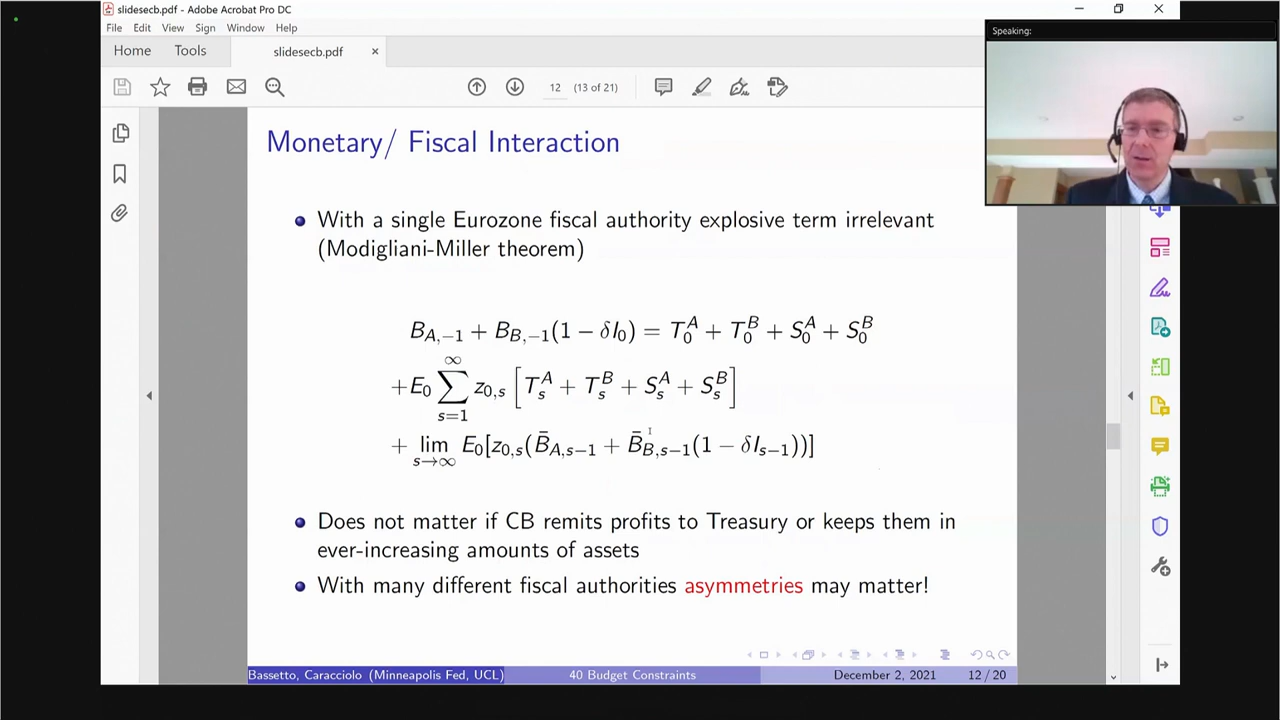 slidesecb.pdf - Adobe Acrobat Pro DC
File Edit View Sign Window Help
Home Tools slidesecb.pdf ×
12 (13 of 21)
Speaking:
Monetary/ Fiscal Interaction
With a single Eurozone fiscal authority explosive term irrelevant
(Modigliani-Miller theorem)
B_{A,-1} + B_{B,-1}(1 − δI_0) = T_0^A + T_0^B + S_0^A + S_0^B
+E_0 ∑_{s=1}^{∞} z_{0,s} [T_s^A + T_s^B + S_s^A + S_s^B]
+ lim_{s→∞} E_0[z_{0,s}(B̄_{A,s−1} + B̄_{B,s−1}(1 − δI_{s−1}))]
Does not matter if CB remits profits to Treasury or keeps them in
ever-increasing amounts of assets
With many different fiscal authorities asymmetries may matter!
Bassetto, Caracciolo (Minneapolis Fed, UCL) 40 Budget Constraints December 2, 2021 12 / 20